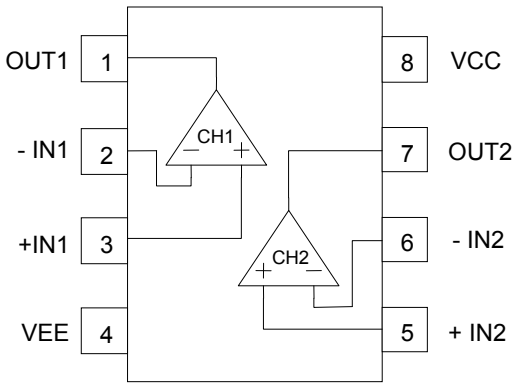 OUT1 1 8 VCC
CH1
- IN1 2 − + 7 OUT2
+IN1 3 6 - IN2
CH2
+ −
VEE 4 5 + IN2